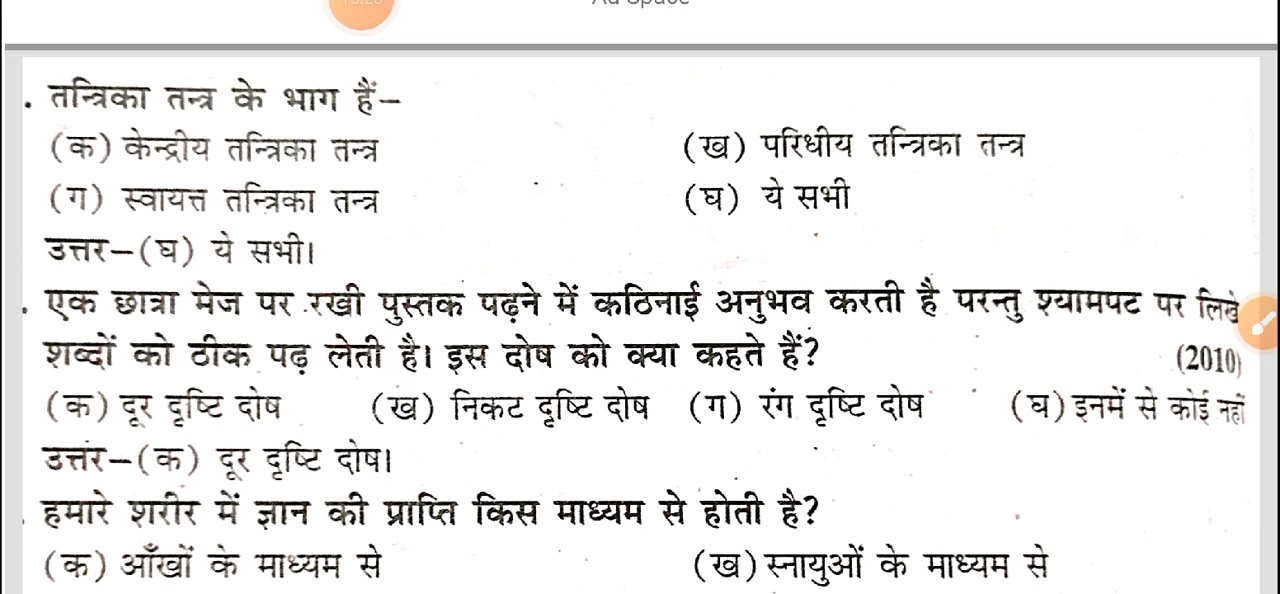 . तन्त्रिका तन्त्र के भाग हैं–
(क) केन्द्रीय तन्त्रिका तन्त्र (ख) परिधीय तन्त्रिका तन्त्र
(ग) स्वायत्त तन्त्रिका तन्त्र (घ) ये सभी
उत्तर–(घ) ये सभी।
. एक छात्रा मेज पर रखी पुस्तक पढ़ने में कठिनाई अनुभव करती है परन्तु श्यामपट पर लिखे
शब्दों को ठीक पढ़ लेती है। इस दोष को क्या कहते हैं? (2010)
(क) दूर दृष्टि दोष (ख) निकट दृष्टि दोष (ग) रंग दृष्टि दोष (घ) इनमें से कोई नहीं
उत्तर–(क) दूर दृष्टि दोष।
. हमारे शरीर में ज्ञान की प्राप्ति किस माध्यम से होती है?
(क) आँखों के माध्यम से (ख) स्नायुओं के माध्यम से